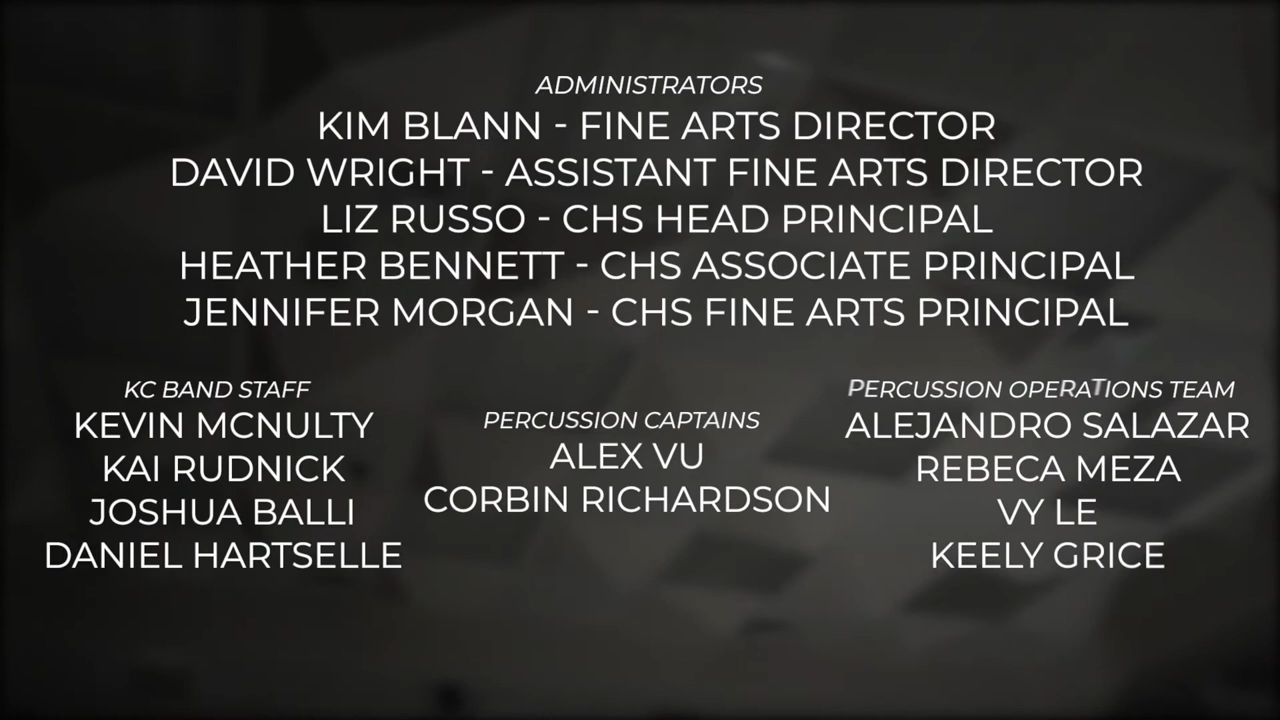 ADMINISTRATORS
KIM BLANN - FINE ARTS DIRECTOR
DAVID WRIGHT - ASSISTANT FINE ARTS DIRECTOR
LIZ RUSSO - CHS HEAD PRINCIPAL
HEATHER BENNETT - CHS ASSOCIATE PRINCIPAL
JENNIFER MORGAN - CHS FINE ARTS PRINCIPAL
KC BAND STAFF
KEVIN MCNULTY
KAI RUDNICK
JOSHUA BALLI
DANIEL HARTSELLE
PERCUSSION CAPTAINS
ALEX VU
CORBIN RICHARDSON
PERCUSSION OPERATIONS TEAM
ALEJANDRO SALAZAR
REBECA MEZA
VY LE
KEELY GRICE